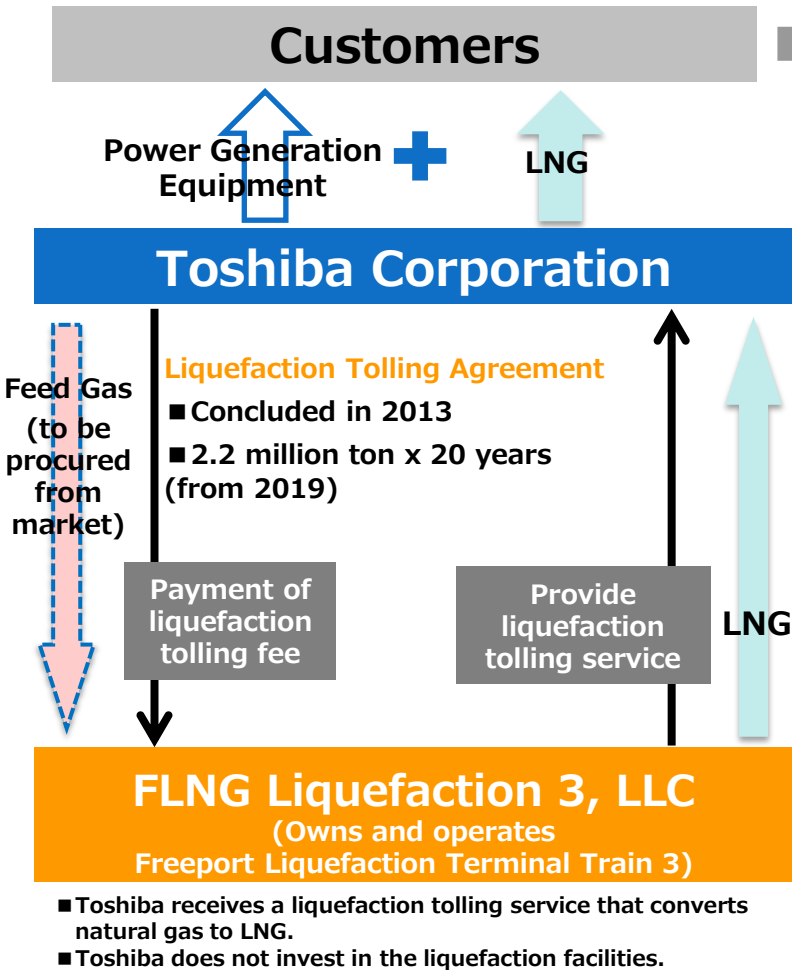 Customers
Power Generation
Equipment
LNG
Toshiba Corporation
Feed Gas
(to be
procured
from
market)
Liquefaction Tolling Agreement
■Concluded in 2013
■2.2 million ton x 20 years
(from 2019)
Payment of
liquefaction
tolling fee
Provide
liquefaction
tolling service
LNG
FLNG Liquefaction 3, LLC
(Owns and operates
Freeport Liquefaction Terminal Train 3)
■Toshiba receives a liquefaction tolling service that converts
natural gas to LNG.
■Toshiba does not invest in the liquefaction facilities.